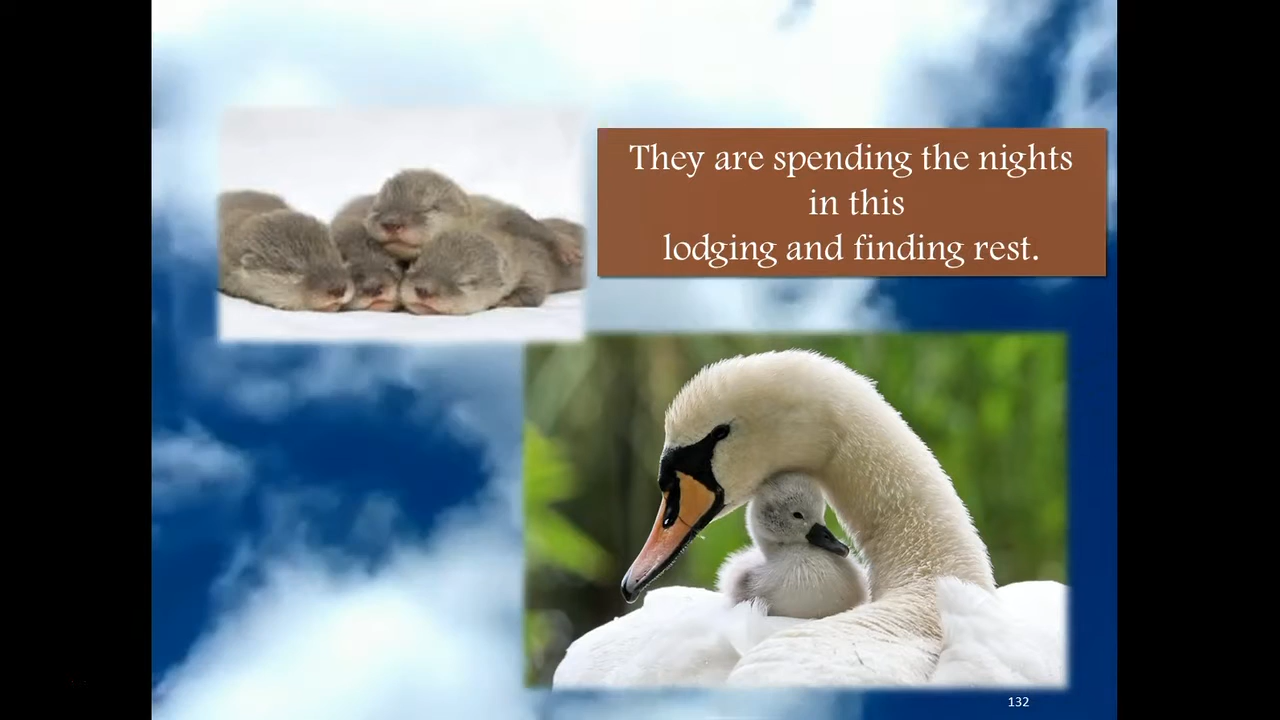 They are spending the nights
in this
lodging and finding rest.
132